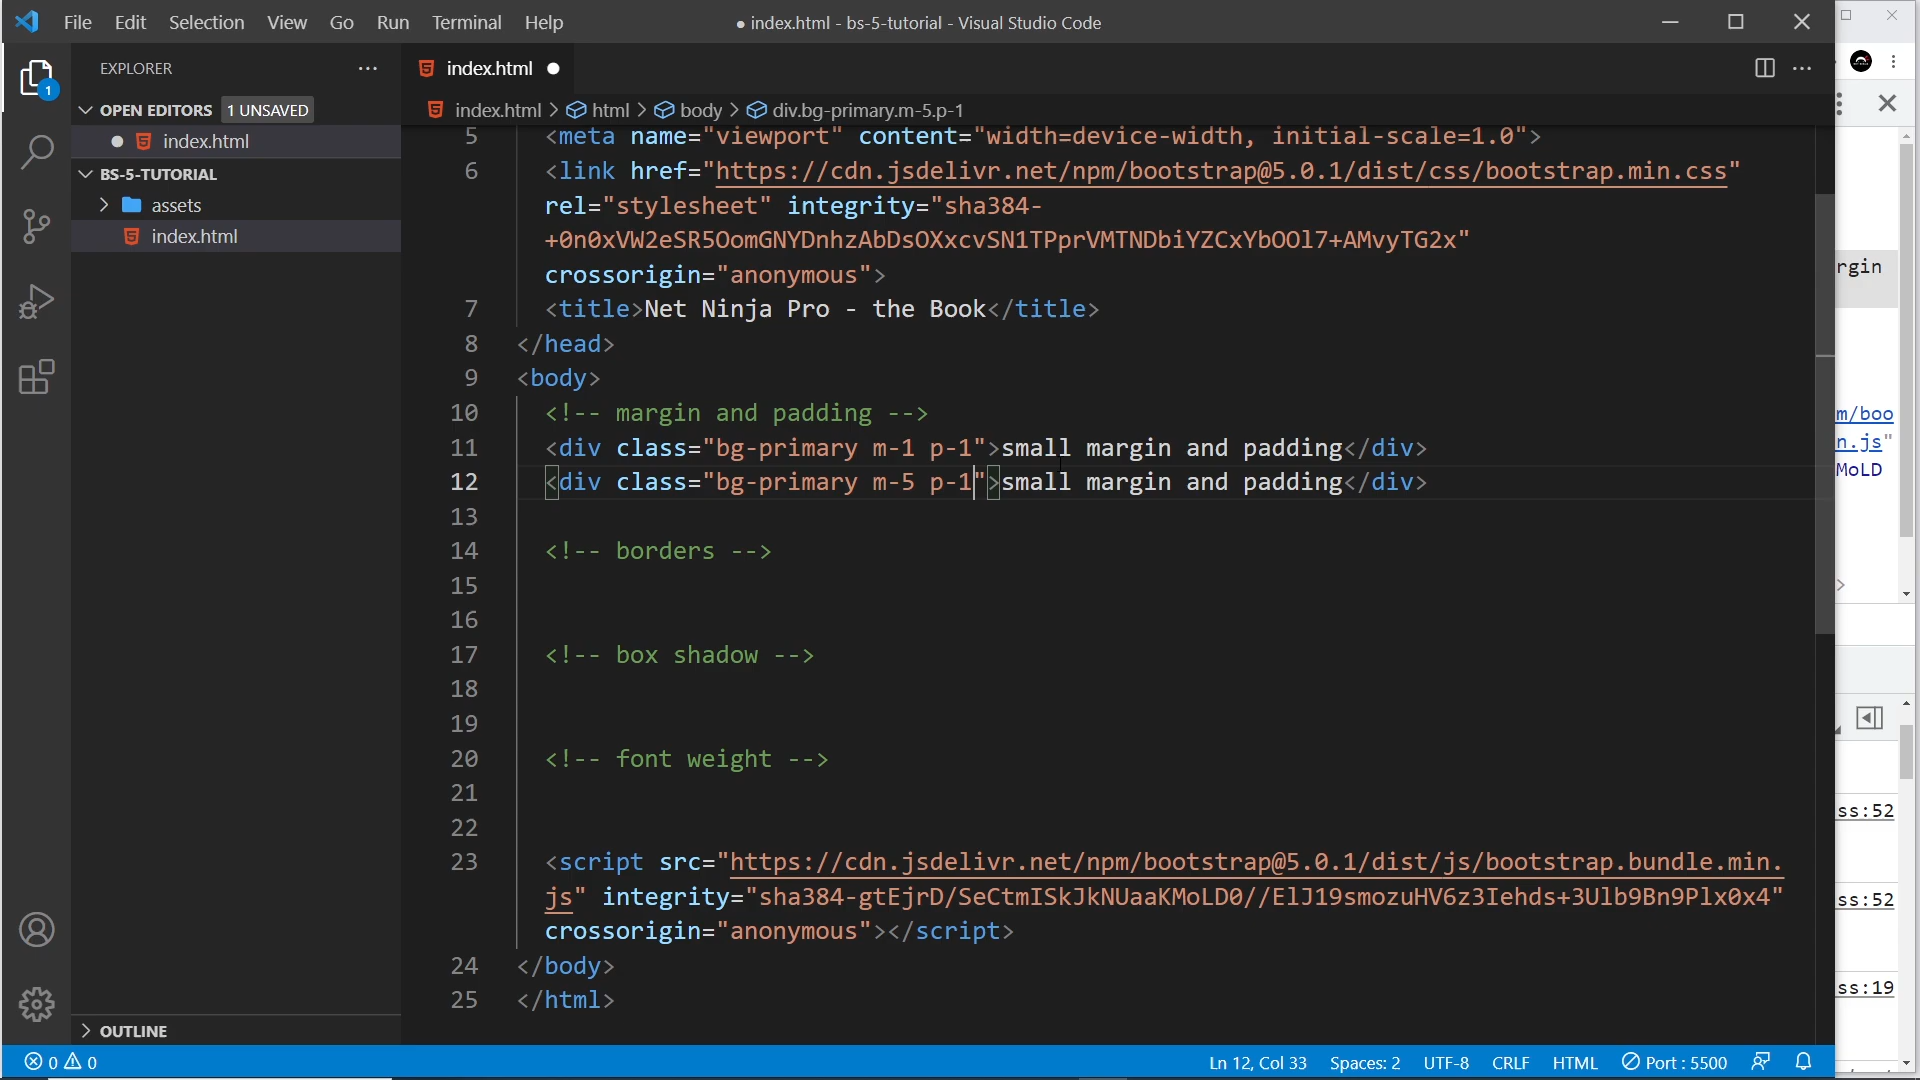 File Edit Selection View Go Run Terminal Help
● index.html - bs-5-tutorial - Visual Studio Code
EXPLORER
index.html
OPEN EDITORS 1 UNSAVED
index.html > html > body > div.bg-primary.m-5.p-1
index.html
BS-5-TUTORIAL
assets
index.html
1
5 <meta name="viewport" content="width=device-width, initial-scale=1.0">
6 <link href="https://cdn.jsdelivr.net/npm/bootstrap@5.0.1/dist/css/bootstrap.min.css"
rel="stylesheet" integrity="sha384-
+0n0xVW2eSR5OomGNYDnhzAbDsOXxcvSN1TPprVMTNDbiYZCxYbOOl7+AMvyTG2x"
crossorigin="anonymous">
7 <title>Net Ninja Pro - the Book</title>
8 </head>
9 <body>
10 <!-- margin and padding -->
11 <div class="bg-primary m-1 p-1">small margin and padding</div>
12 <div class="bg-primary m-5 p-1">small margin and padding</div>
13
14 <!-- borders -->
15
16
17 <!-- box shadow -->
18
19
20 <!-- font weight -->
21
22
23 <script src="https://cdn.jsdelivr.net/npm/bootstrap@5.0.1/dist/js/bootstrap.bundle.min.
js" integrity="sha384-gtEjrD/SeCtmISkJkNUaaKMoLD0//ElJ19smozuHV6z3Iehds+3Ulb9Bn9Plx0x4"
crossorigin="anonymous"></script>
24 </body>
25 </html>
rgin
m/boo
n.js"
MoLD
>
ss:52
ss:52
ss:19
OUTLINE
0 0
Ln 12, Col 33 Spaces: 2 UTF-8 CRLF HTML Port : 5500